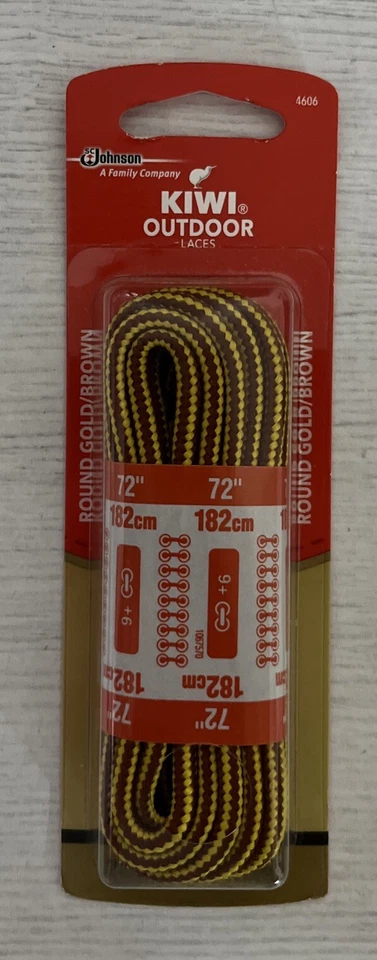 4606
SC Johnson
A Family Company
KIWI®
OUTDOOR
LACES
ROUND GOLD/BROWN
ROUND GOLD/BROWN
72" 72"
182cm 182cm
9+ 9+
1067570
182cm 182cm
72" 72"